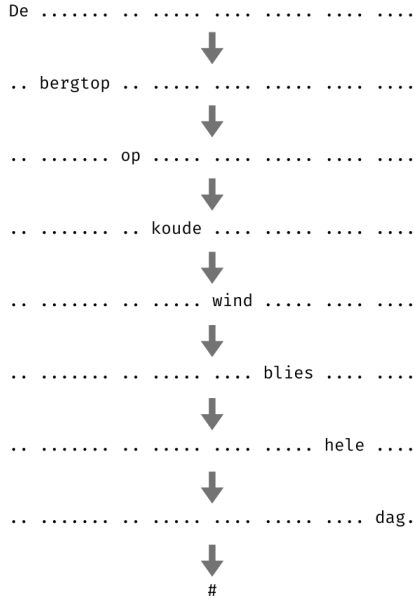 De ....... .. ..... .... ..... .... ....
.. bergtop .. ..... .... ..... .... ....
.. ....... op ..... .... ..... .... ....
.. ....... .. koude .... ..... .... ....
.. ....... .. ..... wind ..... .... ....
.. ....... .. ..... .... blies .... ....
.. ....... .. ..... .... ..... hele ....
.. ....... .. ..... .... ..... .... dag.
#